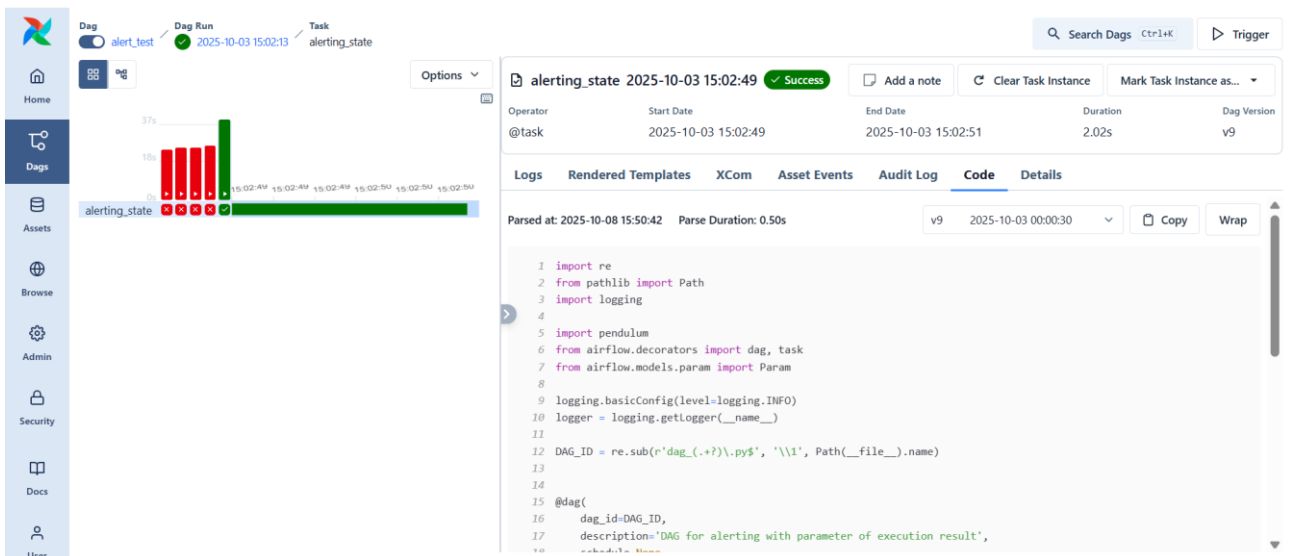 Dag
alert_test
Dag Run
2025-10-03 15:02:13
Task
alerting_state
Search Dags Ctrl+K
Trigger
Home
Dags
Assets
Browse
Admin
Security
Docs
User
Options
37s
18s
0s
15:02:49 15:02:49 15:02:49 15:02:50 15:02:50 15:02:50
alerting_state
alerting_state 2025-10-03 15:02:49 Success
Add a note
Clear Task Instance
Mark Task Instance as...
Operator Start Date End Date Duration Dag Version
@task 2025-10-03 15:02:49 2025-10-03 15:02:51 2.02s v9
Logs Rendered Templates XCom Asset Events Audit Log Code Details
Parsed at: 2025-10-08 15:50:42 Parse Duration: 0.50s
v9 2025-10-03 00:00:30
Copy
Wrap
1 import re
2 from pathlib import Path
3 import logging
4
5 import pendulum
6 from airflow.decorators import dag, task
7 from airflow.models.param import Param
8
9 logging.basicConfig(level=logging.INFO)
10 logger = logging.getLogger(__name__)
11
12 DAG_ID = re.sub(r'dag_(.+?)\.py$', '\\1', Path(__file__).name)
13
14
15 @dag(
16 dag_id=DAG_ID,
17 description='DAG for alerting with parameter of execution result',
18 schedule=None